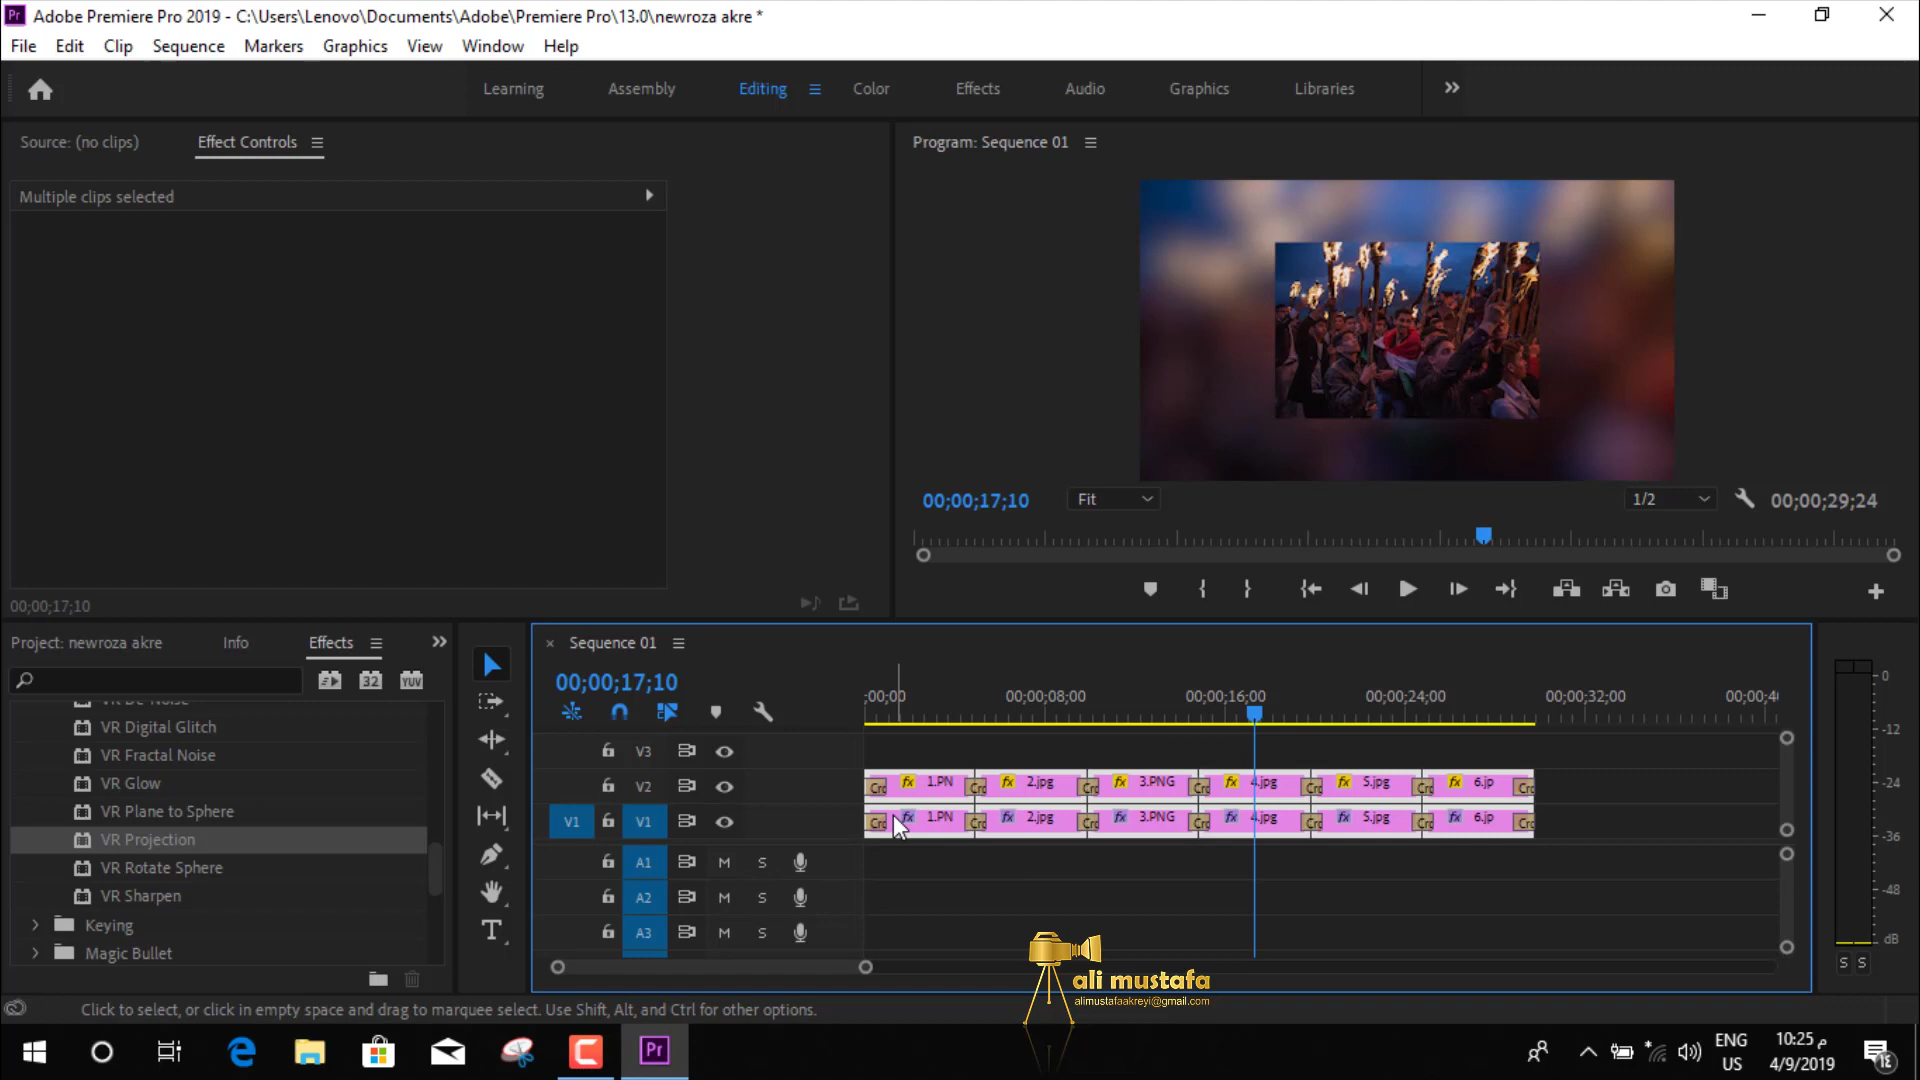 Adobe Premiere Pro 2019 - C:\Users\Lenovo\Documents\Adobe\Premiere Pro\13.0\newroza akre *
File Edit Clip Sequence Markers Graphics View Window Help
Learning Assembly Editing Color Effects Audio Graphics Libraries
Source: (no clips) Effect Controls
Program: Sequence 01
Multiple clips selected
00;00;17;10 Fit 1/2 00;00;29;24
00;00;17;10
Project: newroza akre Info Effects
Sequence 01
00;00;17;10
;00;00 00;00;08;00 00;00;16;00 00;00;24;00 00;00;32;00 00;00;4
32 YUV
VR Digital Glitch
VR Fractal Noise
VR Glow
VR Plane to Sphere
VR Projection
VR Rotate Sphere
VR Sharpen
Keying
Magic Bullet
V3
V2
Cro fx 1.PN Cro fx 2.jpg Cro fx 3.PNG Cro fx 4.jpg Cro fx 5.jpg Cro fx 6.jp Cro
V1 V1
Cro fx 1.PN Cro fx 2.jpg Cro fx 3.PNG Cro fx 4.jpg Cro fx 5.jpg Cro fx 6.jp Cro
A1 M S
A2 M S
A3 M S
0
-12
-24
-36
-48
dB
S S
ali mustafa
alimustafaakreyi@gmail.com
Click to select, or click in empty space and drag to marquee select. Use Shift, Alt, and Ctrl for other options.
Pr
ENG
US
10:25 م
4/9/2019
١٤